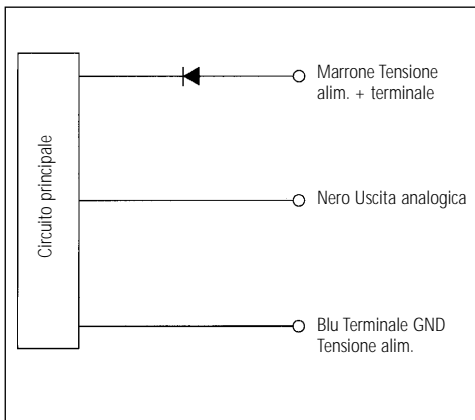 Circuito principale
Marrone Tensione
alim. + terminale
Nero Uscita analogica
Blu Terminale GND
Tensione alim.